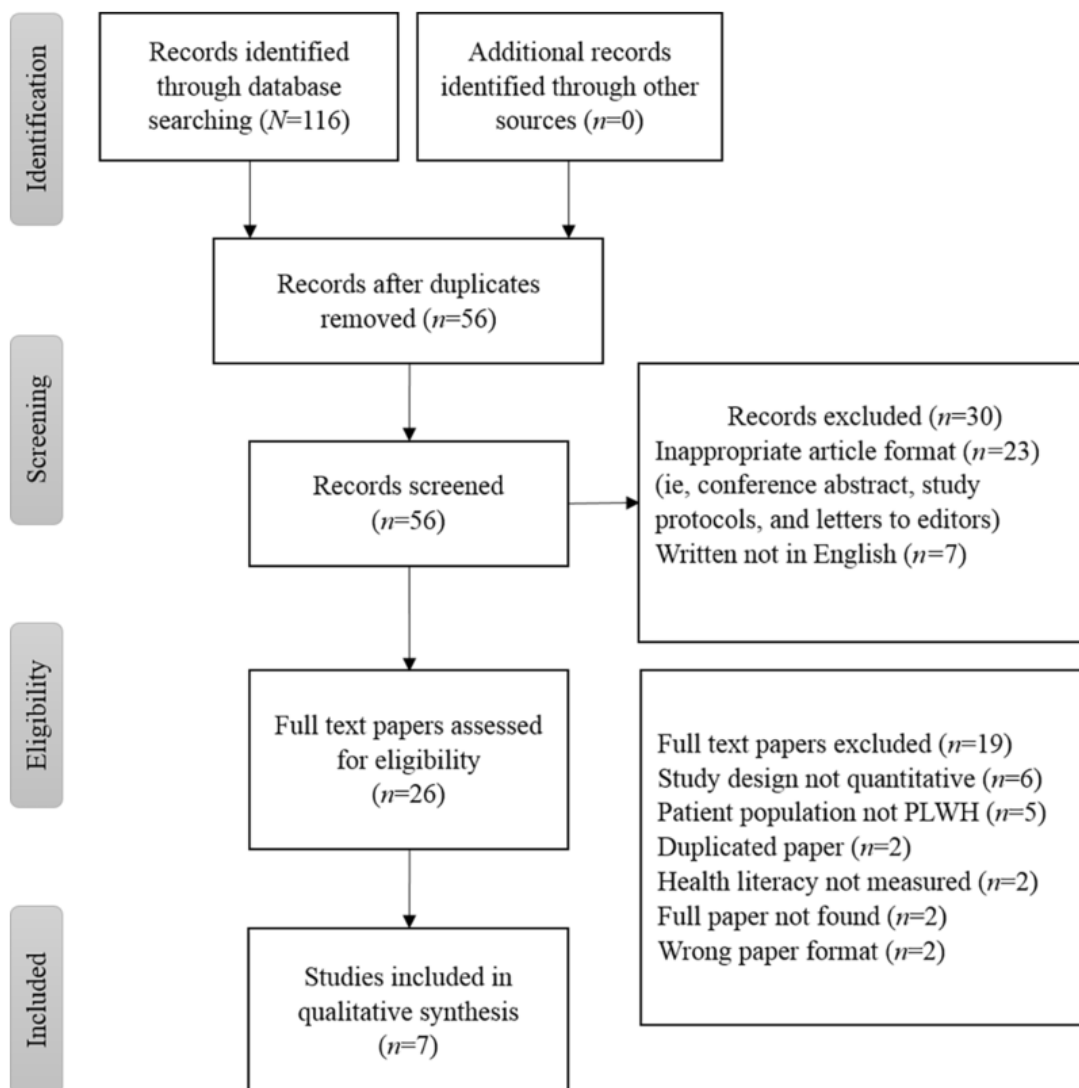 Identification
Records identified
through database
searching (N=116)
Additional records
identified through other
sources (n=0)
Records after duplicates
removed (n=56)
Screening
Records screened
(n=56)
Records excluded (n=30)
Inappropriate article format (n=23)
(ie, conference abstract, study
protocols, and letters to editors)
Written not in English (n=7)
Eligibility
Full text papers assessed
for eligibility
(n=26)
Full text papers excluded (n=19)
Study design not quantitative (n=6)
Patient population not PLWH (n=5)
Duplicated paper (n=2)
Health literacy not measured (n=2)
Full paper not found (n=2)
Wrong paper format (n=2)
Included
Studies included in
qualitative synthesis
(n=7)